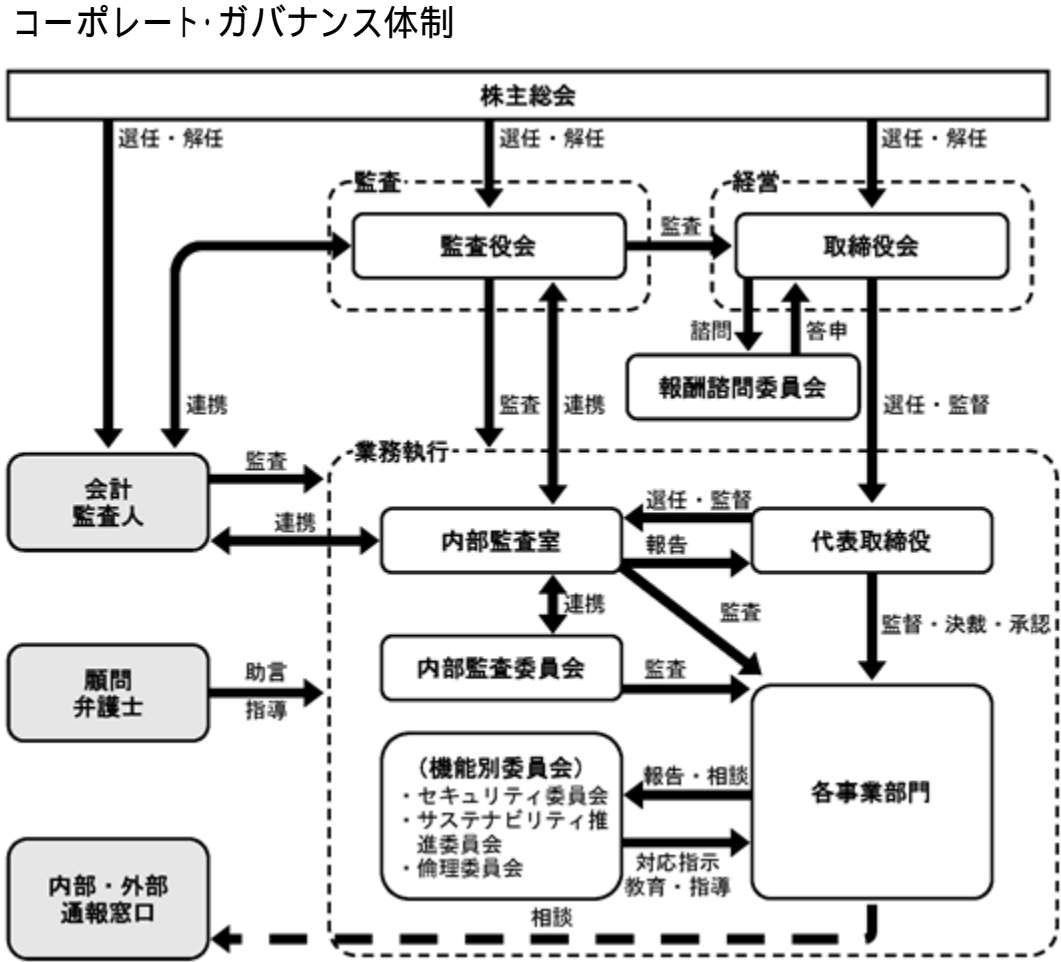 コーポレート・ガバナンス体制
株主総会
選任・解任
選任・解任
選任・解任
監査
経営
監査役会
監査
取締役会
諮問
答申
報酬諮問委員会
連携
監査
連携
選任・監督
業務執行
会計
監査人
監査
連携
内部監査室
選任・監督
報告
代表取締役
連携
監査
監督・決裁・承認
内部監査委員会
監査
顧問
弁護士
助言
指導
（機能別委員会）
・セキュリティ委員会
・サステナビリティ推
進委員会
・倫理委員会
報告・相談
対応指示
教育・指導
各事業部門
内部・外部
通報窓口
相談